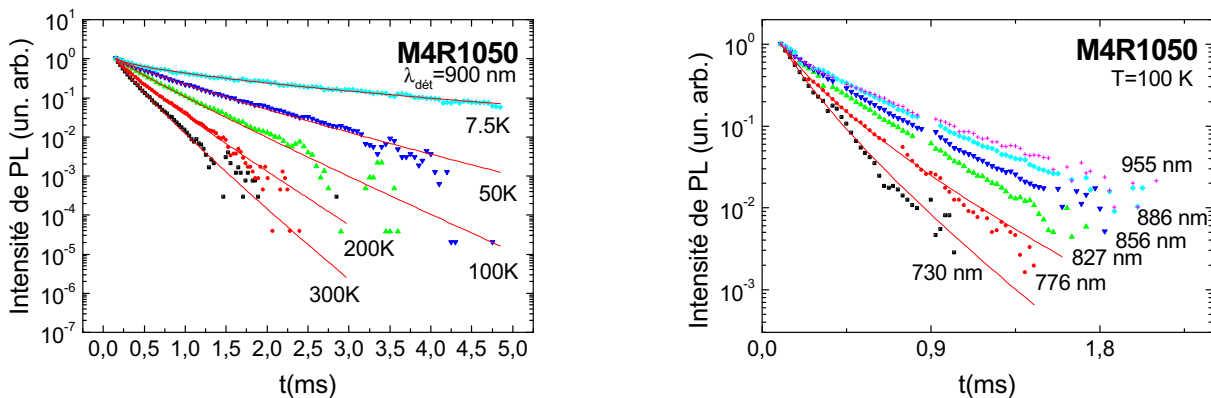 M4R1050
λdét=900 nm
10^1
10^0
10^-1
10^-2
10^-3
10^-4
10^-5
10^-6
10^-7
Intensité de PL (un. arb.)
7.5K
50K
100K
200K
300K
0,0 0,5 1,0 1,5 2,0 2,5 3,0 3,5 4,0 4,5 5,0
t(ms)
M4R1050
T=100 K
10^0
10^-1
10^-2
10^-3
Intensité de PL (un. arb.)
955 nm
886 nm
856 nm
827 nm
776 nm
730 nm
0,0 0,9 1,8
t(ms)